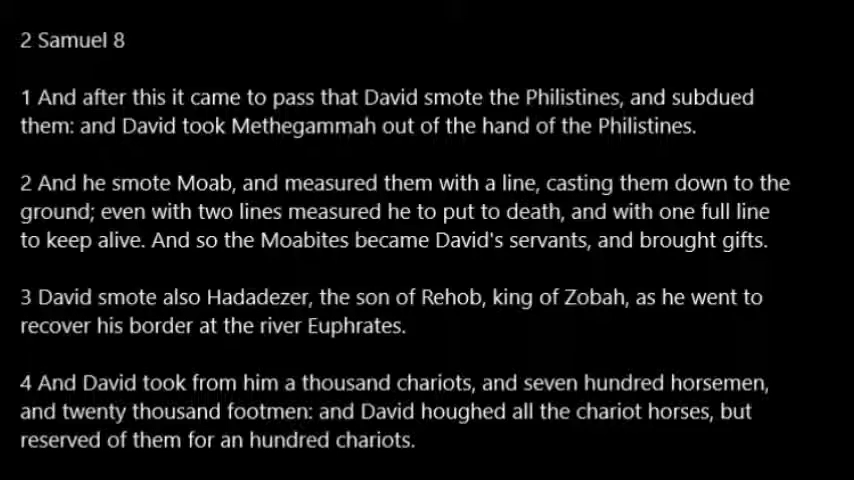 2 Samuel 8
1 And after this it came to pass that David smote the Philistines, and subdued
them: and David took Methegammah out of the hand of the Philistines.
2 And he smote Moab, and measured them with a line, casting them down to the
ground; even with two lines measured he to put to death, and with one full line
to keep alive. And so the Moabites became David's servants, and brought gifts.
3 David smote also Hadadezer, the son of Rehob, king of Zobah, as he went to
recover his border at the river Euphrates.
4 And David took from him a thousand chariots, and seven hundred horsemen,
and twenty thousand footmen: and David houghed all the chariot horses, but
reserved of them for an hundred chariots.